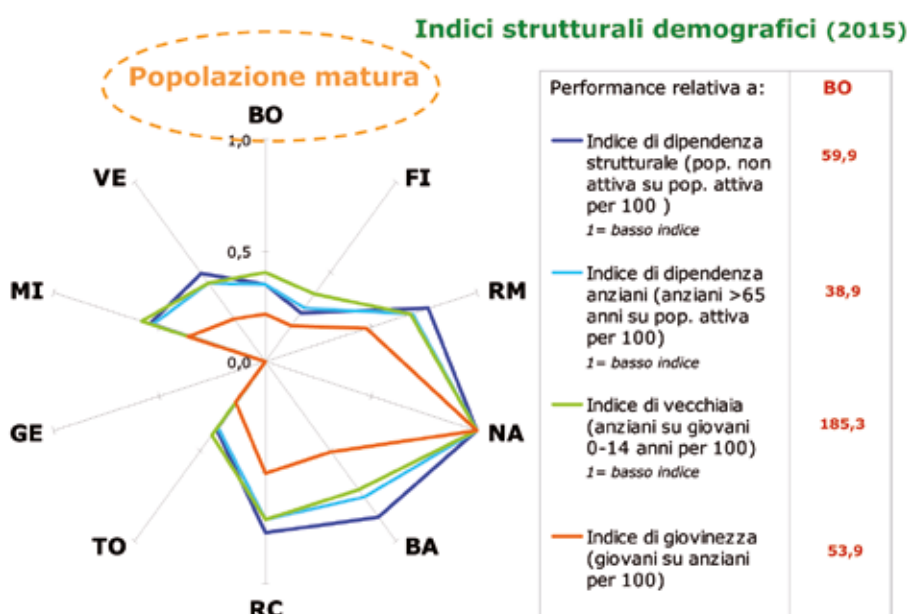 Indici strutturali demografici (2015)
Popolazione matura
BO
1,0
VE
FI
0,5
MI
RM
0,0
GE
NA
TO
BA
RC
Performance relativa a:
BO
Indice di dipendenza
strutturale (pop. non
attiva su pop. attiva
per 100 )
1= basso indice
59,9
Indice di dipendenza
anziani (anziani >65
anni su pop. attiva
per 100)
1= basso indice
38,9
Indice di vecchiaia
(anziani su giovani
0-14 anni per 100)
1= basso indice
185,3
Indice di giovinezza
(giovani su anziani
per 100)
53,9